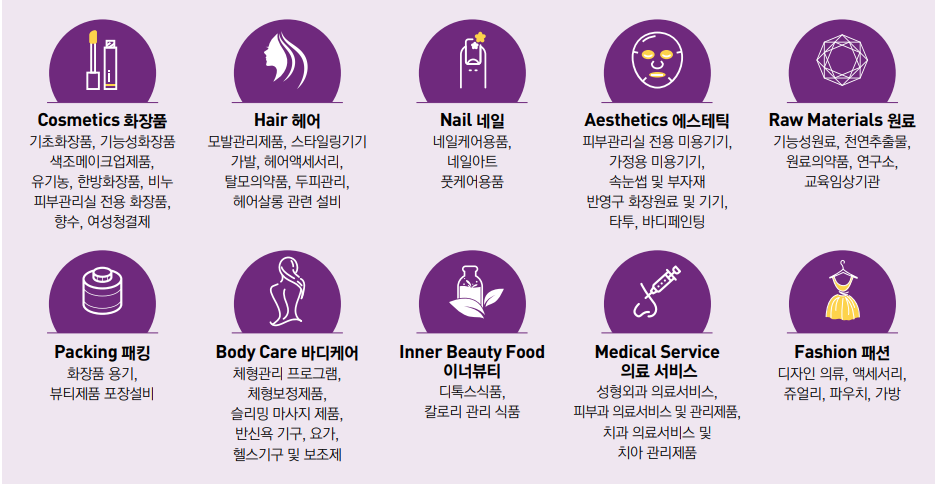 Cosmetics 화장품
기초화장품, 기능성화장품
색조메이크업제품,
유기농, 한방화장품, 비누
피부관리실 전용 화장품,
향수, 여성청결제
Hair 헤어
모발관리제품, 스타일링기기
가발, 헤어액세서리,
탈모의약품, 두피관리,
헤어살롱 관련 설비
Nail 네일
네일케어용품,
네일아트
풋케어용품
Aesthetics 에스테틱
피부관리실 전용 미용기기,
가정용 미용기기,
속눈썹 및 부자재
반영구 화장원료 및 기기,
타투, 바디페인팅
Raw Materials 원료
기능성원료, 천연추출물,
원료의약품, 연구소,
교육임상기관
Packing 패킹
화장품 용기,
뷰티제품 포장설비
Body Care 바디케어
체형관리 프로그램,
체형보정제품,
슬리밍 마사지 제품,
반신욕 기구, 요가,
헬스기구 및 보조제
Inner Beauty Food
이너뷰티
디톡스식품,
칼로리 관리 식품
Medical Service
의료 서비스
성형외과 의료서비스,
피부과 의료서비스 및 관리제품,
치과 의료서비스 및
치아 관리제품
Fashion 패션
디자인 의류, 액세서리,
쥬얼리, 파우치, 가방